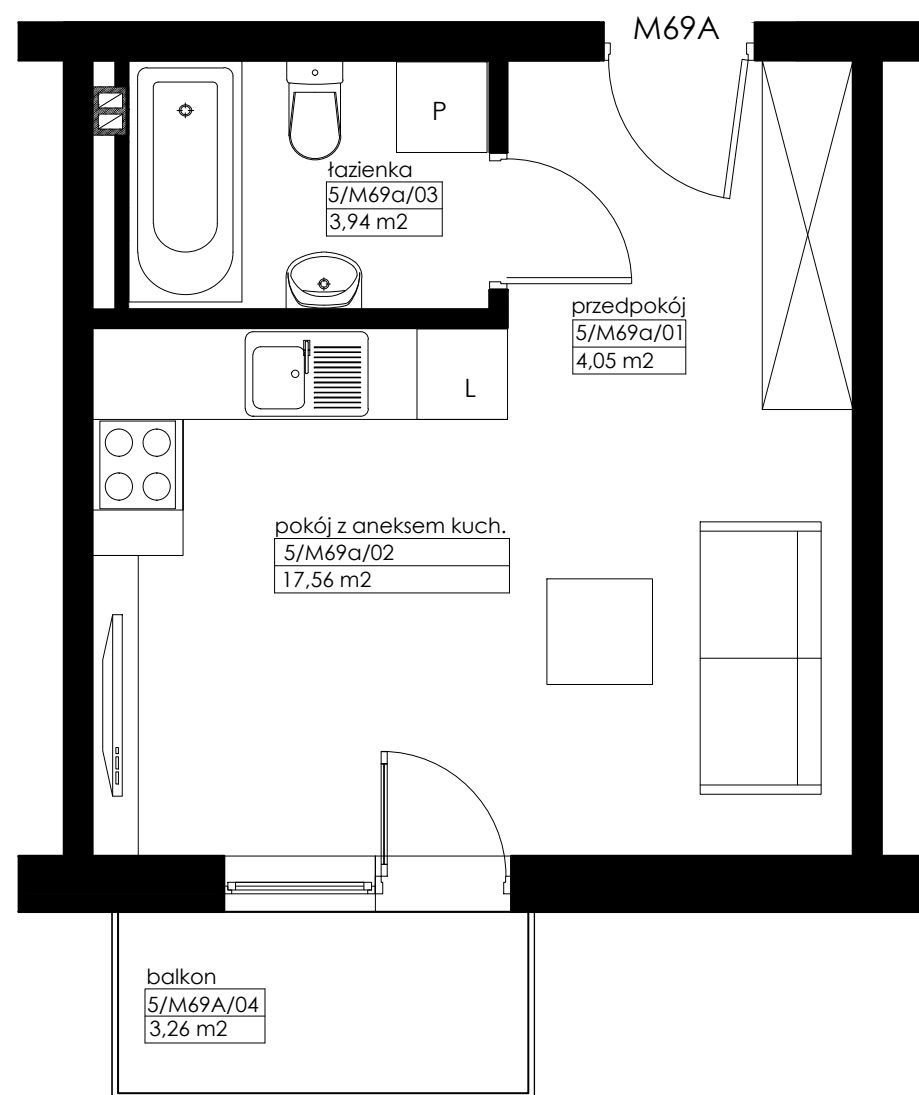 M69A
P
łazienka
5/M69a/03
3,94 m2
przedpokój
5/M69a/01
4,05 m2
L
pokój z aneksem kuch.
5/M69a/02
17,56 m2
balkon
5/M69A/04
3,26 m2